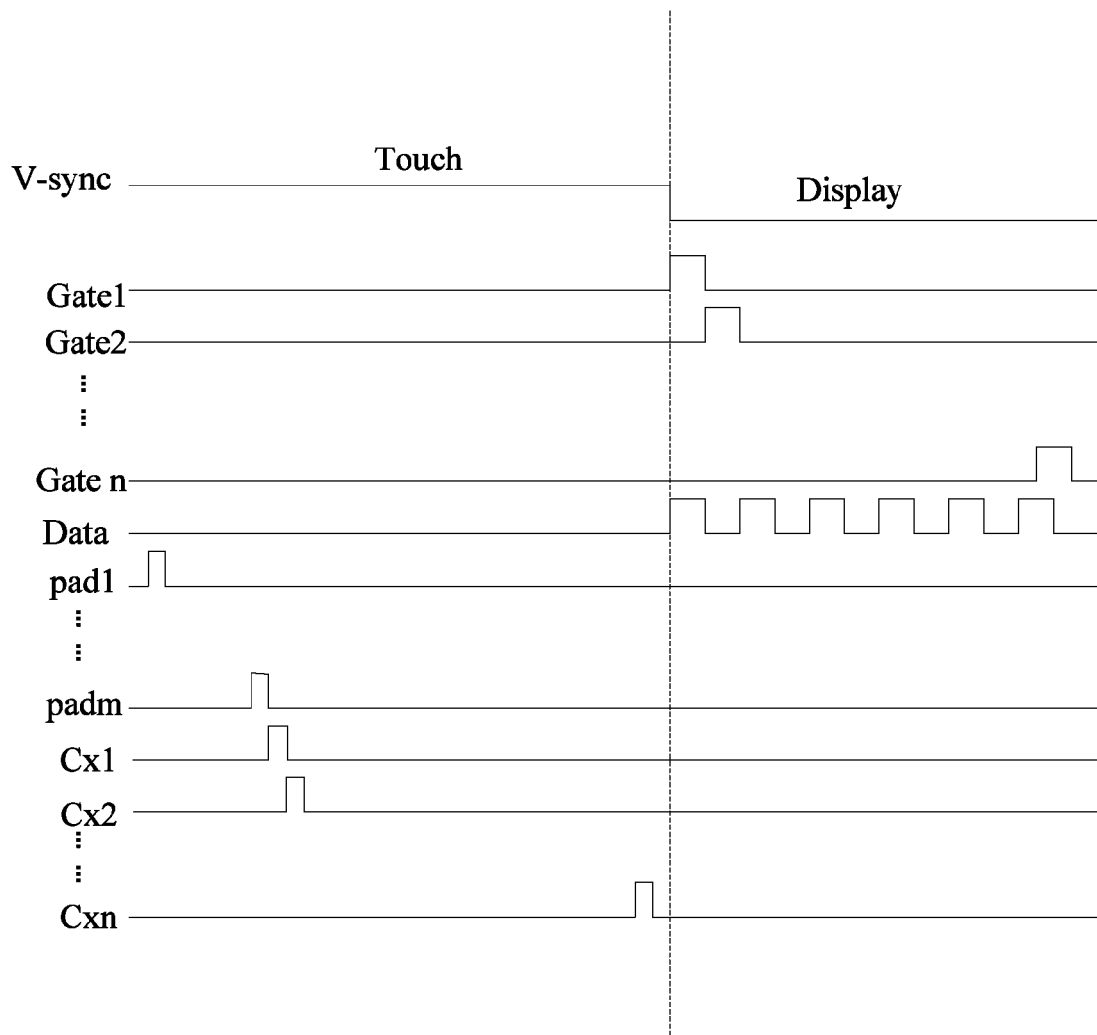 Touch
V-sync
Display
Gate1
Gate2
Gate n
Data
pad1
padm
Cx1
Cx2
Cxn